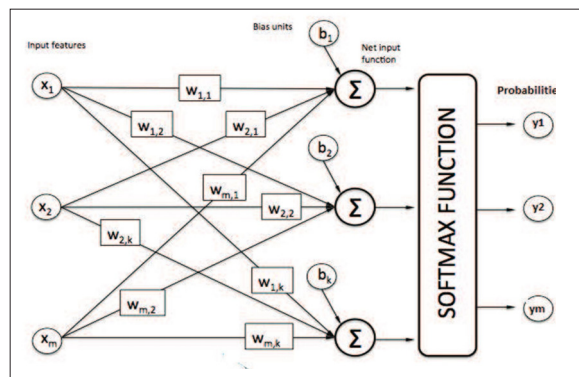 Bias units
b1
Input features
Net input
function
x1
w1,1
Σ
Probabilitie
w1,2
w2,1
y1
b2
x2
wm,1
w2,2
Σ
y2
SOFTMAX FUNCTION
w2,k
bk
w1,k
wm,2
ym
xm
wm,k
Σ